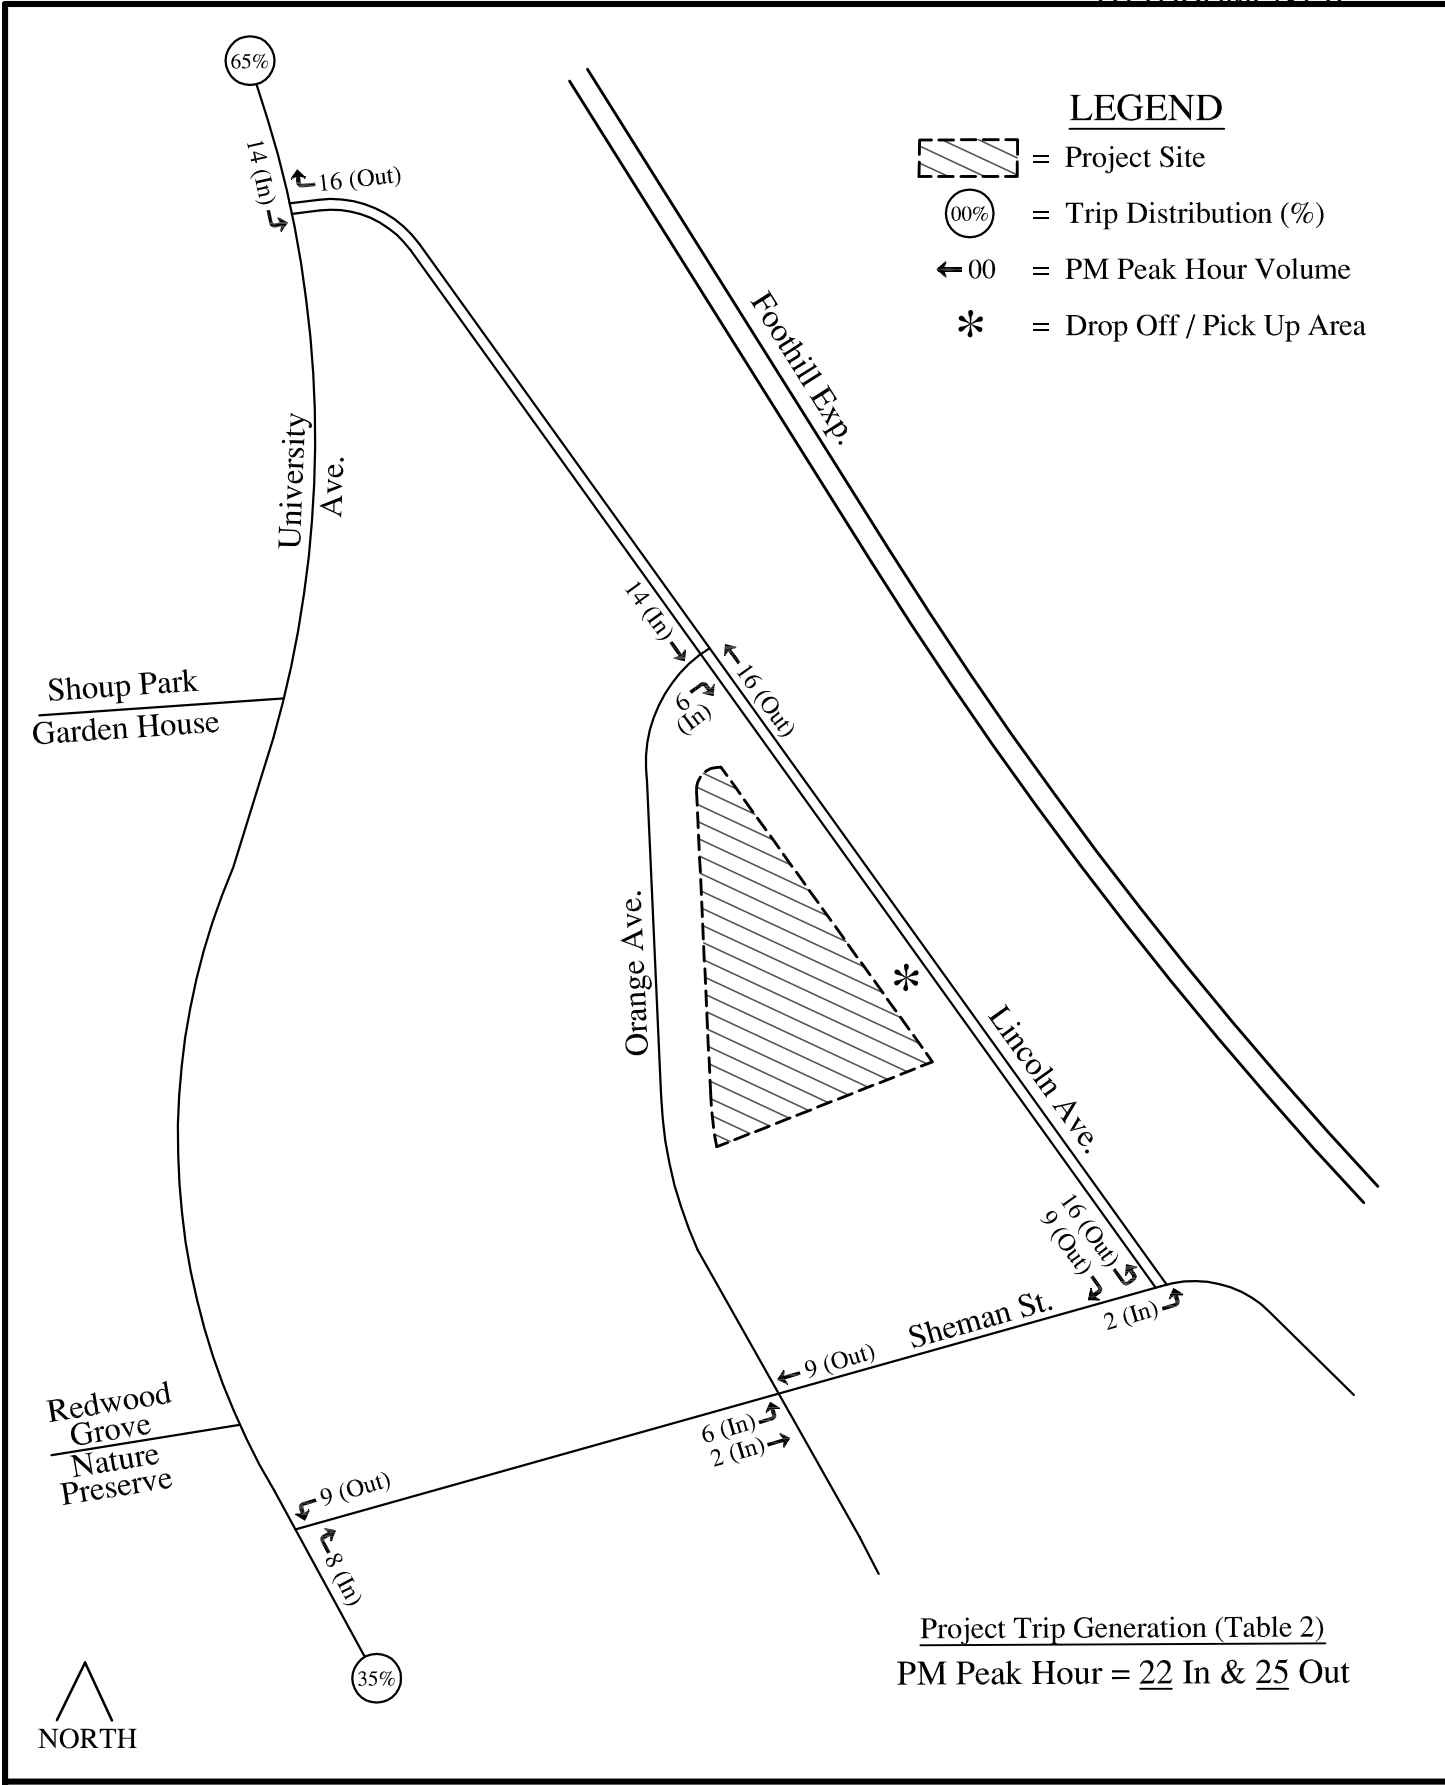 65%
14 (In)
16 (Out)
LEGEND
= Project Site
00% = Trip Distribution (%)
00 = PM Peak Hour Volume
* = Drop Off / Pick Up Area
Foothill Exp.
University
Ave.
14 (In)
16 (Out)
6
(In)
Shoup Park
Garden House
Orange Ave.
*
Lincoln Ave.
16 (Out)
9 (Out)
2 (In)
Sheman St.
9 (Out)
6 (In)
2 (In)
Redwood
Grove
Nature
Preserve
9 (Out)
8 (In)
35%
Project Trip Generation (Table 2)
PM Peak Hour = 22 In & 25 Out
NORTH